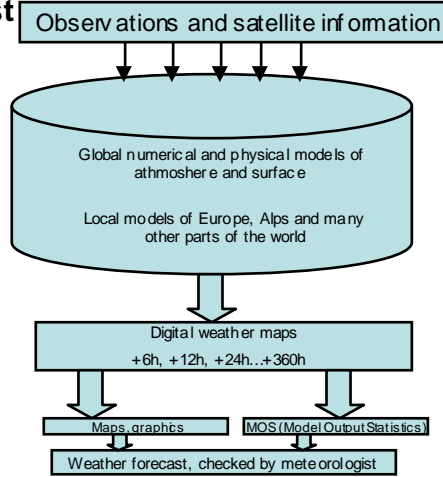 st
Observations and satellite information
Global numerical and physical models of
athmoshere and surface
Local models of Europe, Alps and many
other parts of the world
Digital weather maps
+6h, +12h, +24h...+360h
Maps, graphics
MOS (Model Output Statistics)
Weather forecast, checked by meteorologist